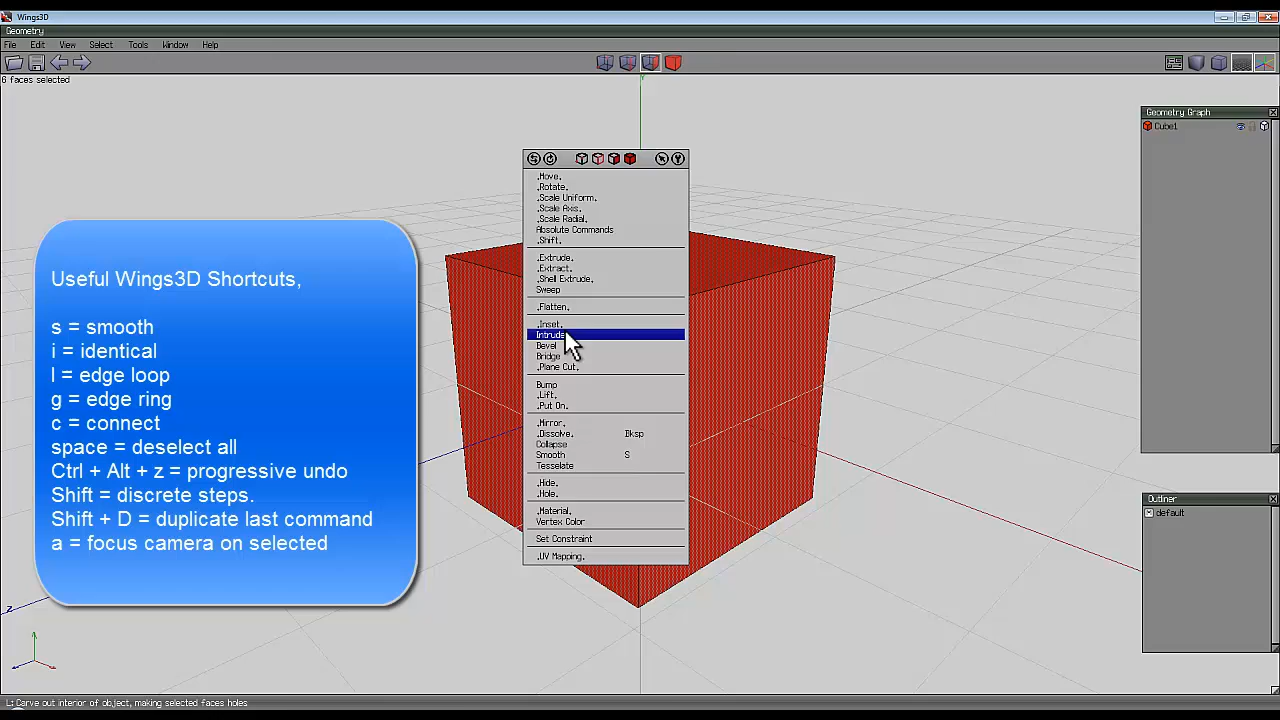 Wings3D
Geometry
File Edit View Select Tools Window Help
6 faces selected
Y
Geometry Graph
Cube1
.Move.
.Rotate.
.Scale Uniform.
.Scale Axis.
.Scale Radial.
Absolute Commands
.Shift.
.Extrude.
.Extract.
.Shell Extrude.
Sweep
.Flatten.
.Inset.
Intrude
Bevel
Bridge
.Plane Cut.
Bump
.Lift.
.Put On.
.Mirror.
.Dissolve. Bksp
Collapse
Smooth S
Tesselate
.Hide.
.Hole.
.Material.
Vertex Color
Set Constraint
.UV Mapping.
Useful Wings3D Shortcuts,
s = smooth
i = identical
l = edge loop
g = edge ring
c = connect
space = deselect all
Ctrl + Alt + z = progressive undo
Shift = discrete steps.
Shift + D = duplicate last command
a = focus camera on selected
Outliner
default
Z
L: Carve out interior of object, making selected faces holes